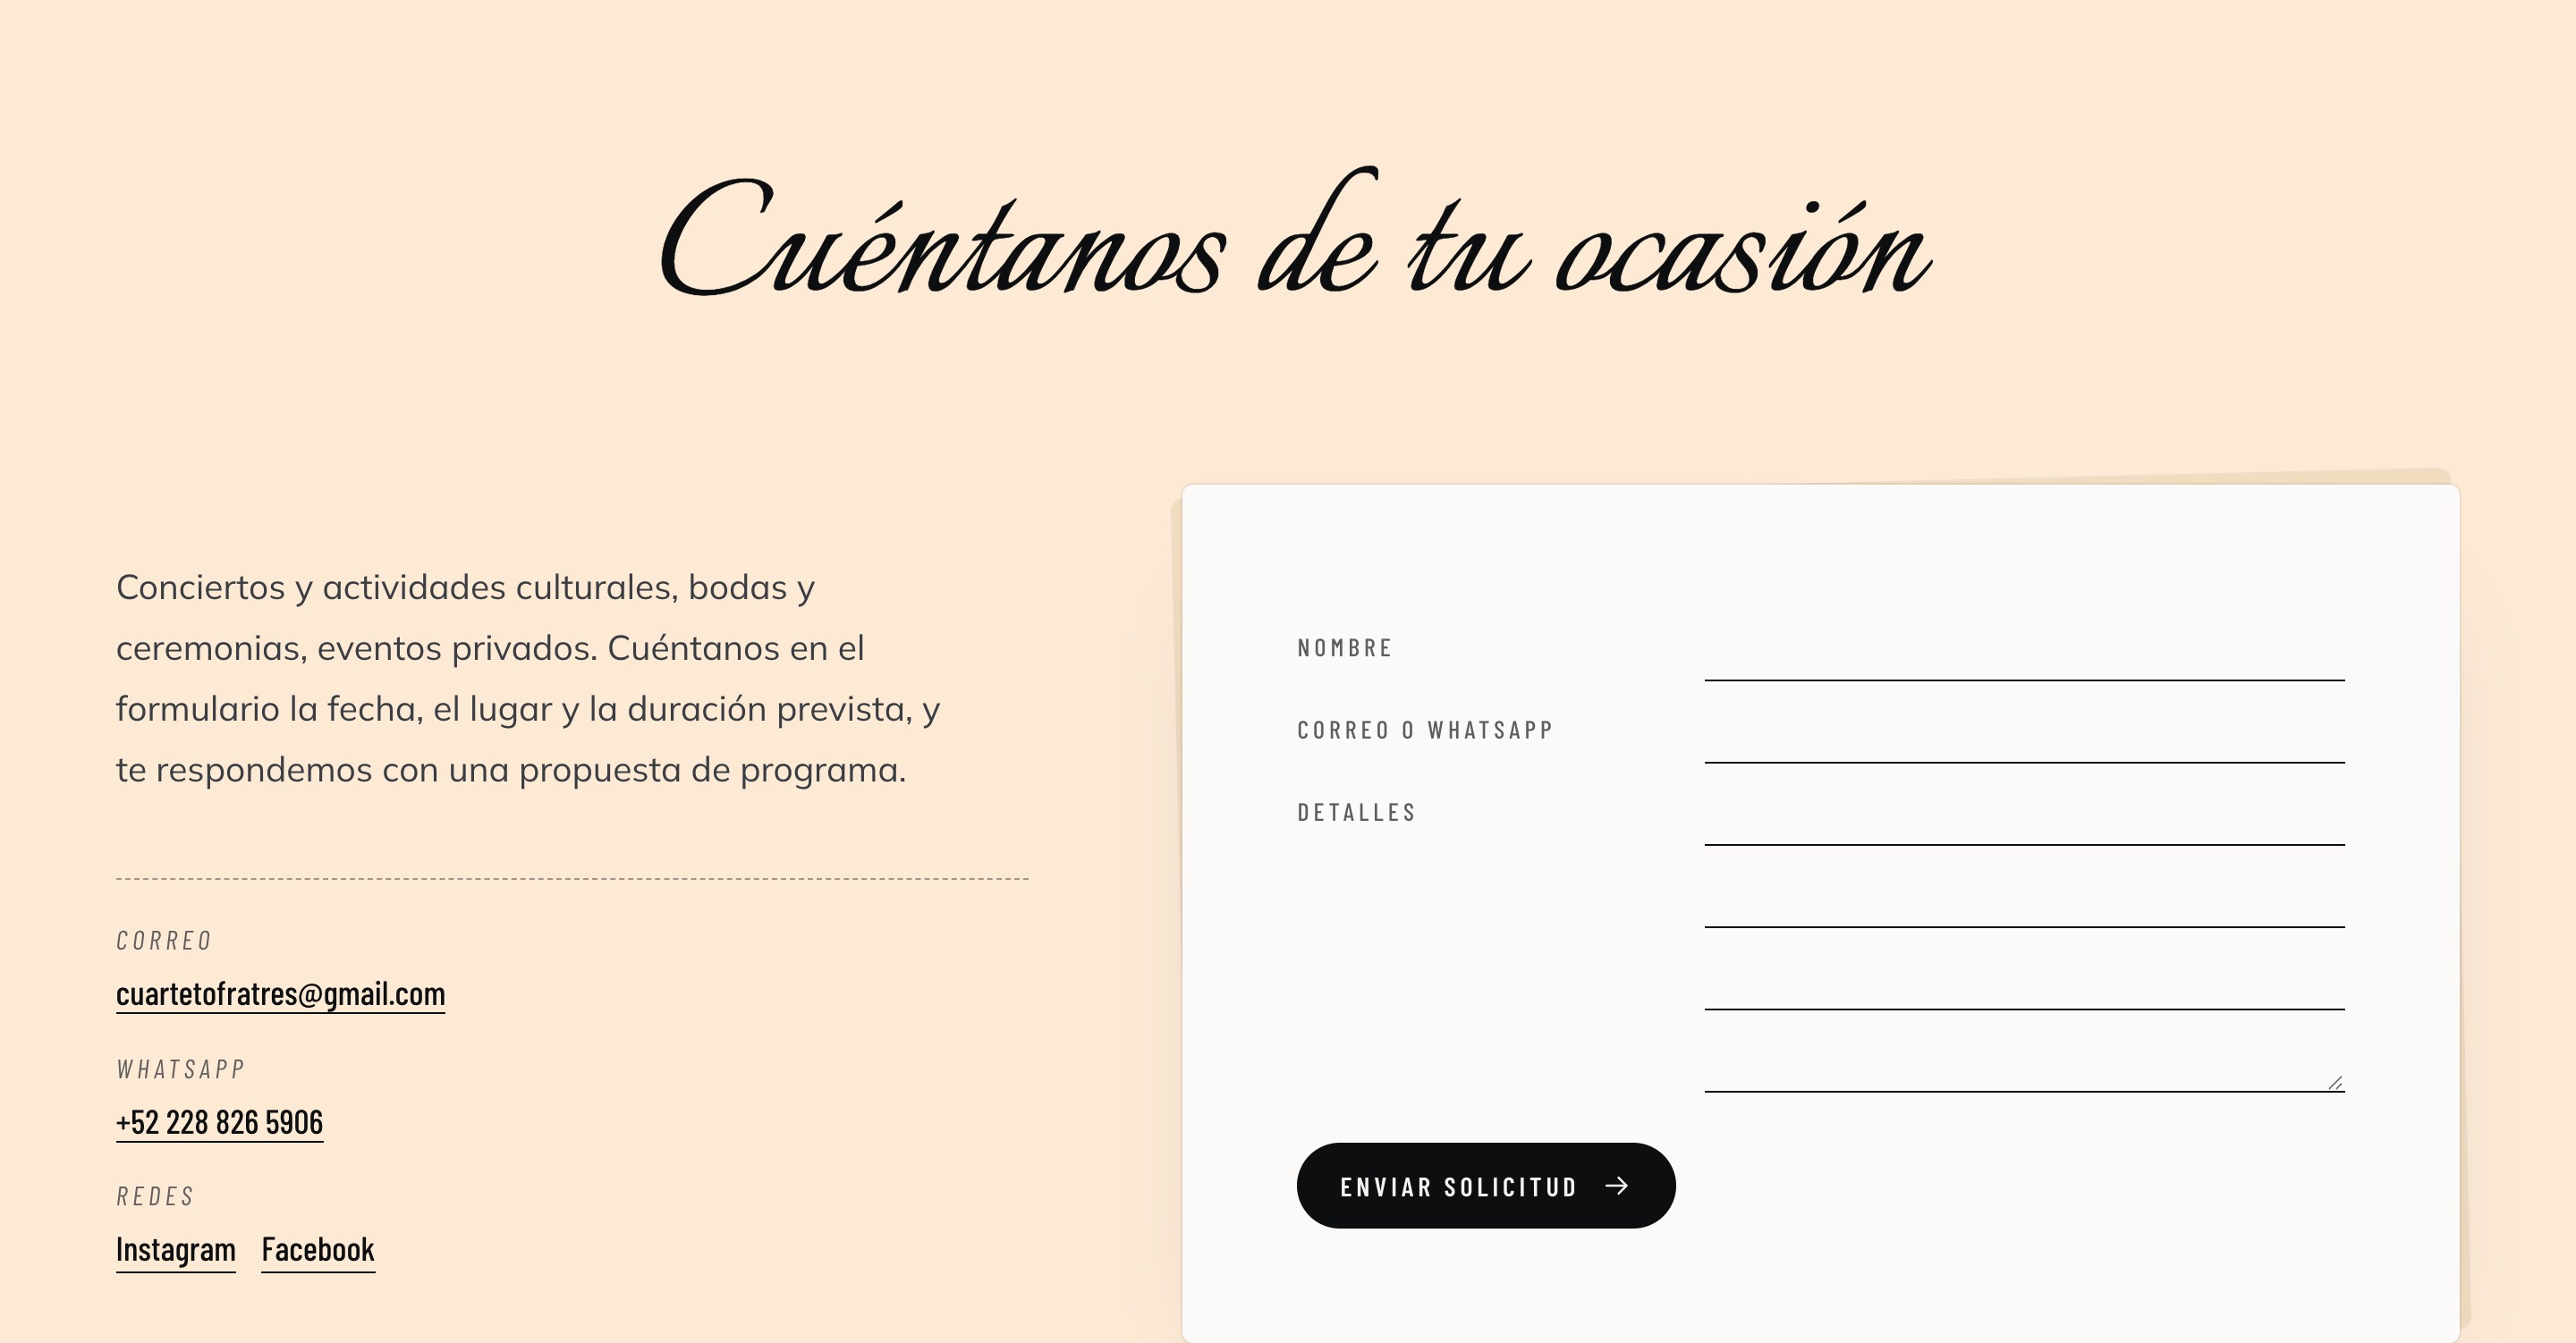 Cuéntanos de tu ocasión
Conciertos y actividades culturales, bodas y
ceremonias, eventos privados. Cuéntanos en el
formulario la fecha, el lugar y la duración prevista, y
te respondemos con una propuesta de programa.
CORREO
cuartetofratres@gmail.com
WHATSAPP
+52 228 826 5906
REDES
Instagram Facebook
NOMBRE
CORREO O WHATSAPP
DETALLES
ENVIAR SOLICITUD →